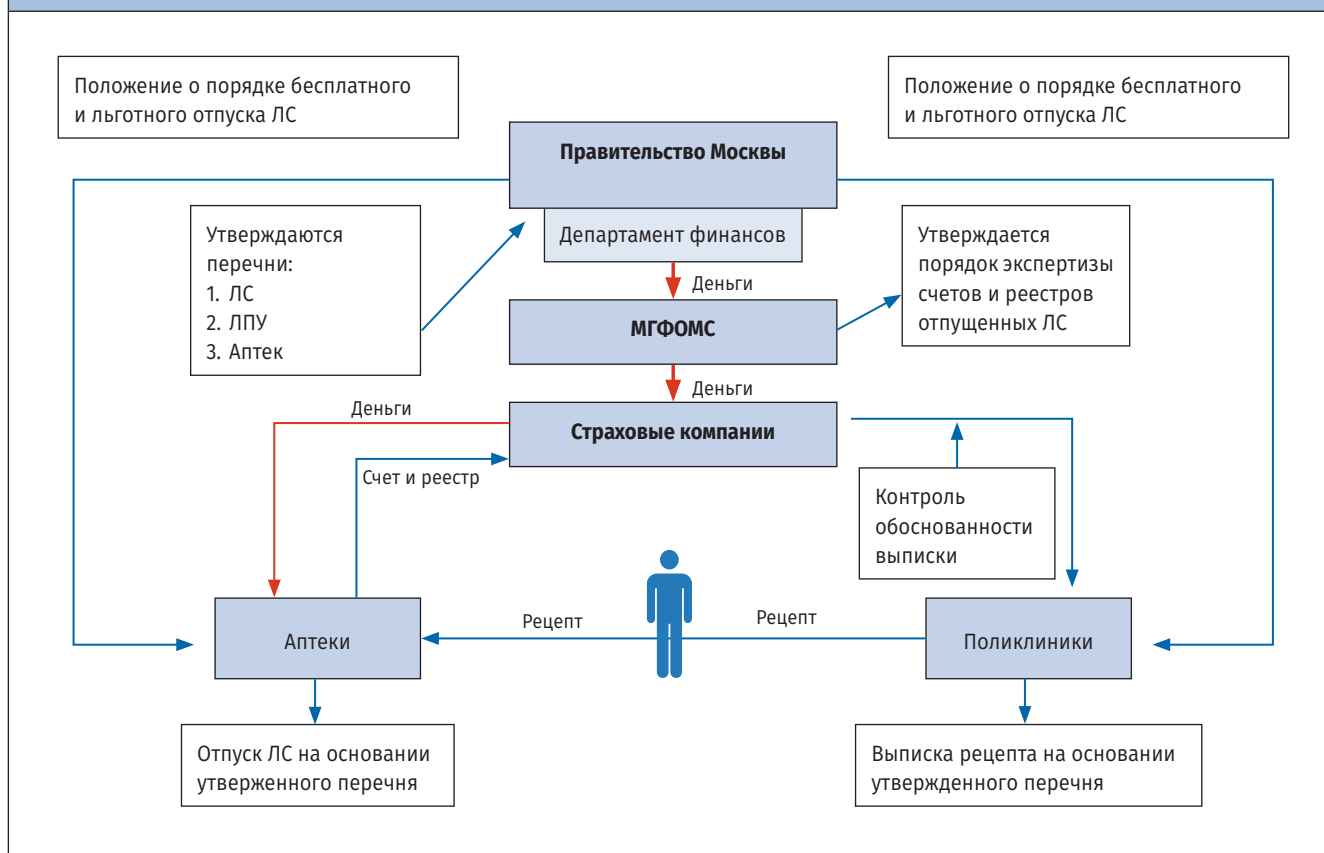 Положение о порядке бесплатного
и льготного отпуска ЛС
Положение о порядке бесплатного
и льготного отпуска ЛС
Правительство Москвы
Департамент финансов
Утверждаются
перечни:
1. ЛС
2. ЛПУ
3. Аптек
Утверждается
порядок экспертизы
счетов и реестров
отпущенных ЛС
Деньги
МГФОМС
Деньги
Деньги
Страховые компании
Счет и реестр
Контроль
обоснованности
выписки
Аптеки
Рецепт
Рецепт
Поликлиники
Отпуск ЛС на основании
утверженного перечня
Выписка рецепта на основании
утвержденного перечня